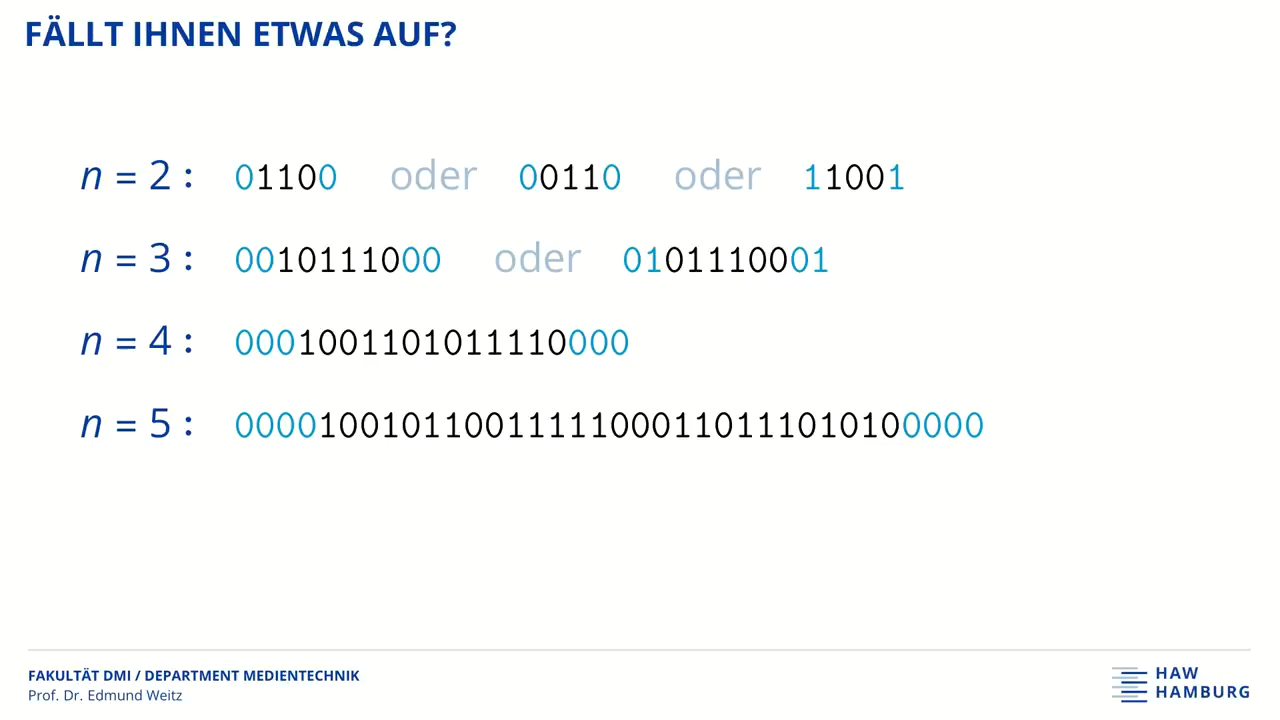 FÄLLT IHNEN ETWAS AUF?
n = 2 : 01100 oder 00110 oder 11001
n = 3 : 0010111000 oder 0101110001
n = 4 : 0001001101011110000
n = 5 : 000010010110011111000110111010100000
FAKULTÄT DMI / DEPARTMENT MEDIENTECHNIK
Prof. Dr. Edmund Weitz
HAW
HAMBURG